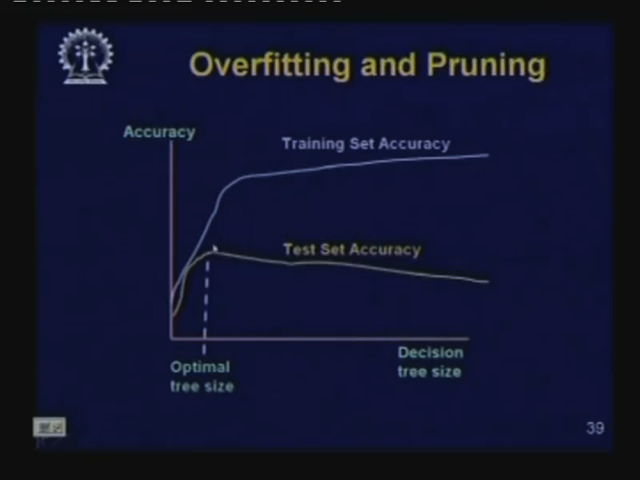 Overfitting and Pruning
Accuracy
Training Set Accuracy
Test Set Accuracy
Optimal
tree size
Decision
tree size
39